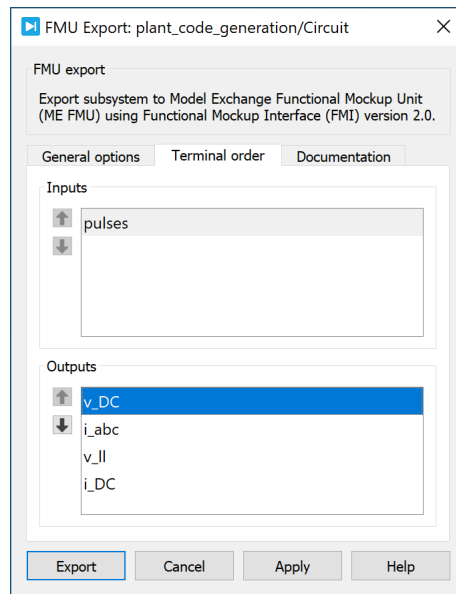 FMU Export: plant_code_generation/Circuit
FMU export
Export subsystem to Model Exchange Functional Mockup Unit
(ME FMU) using Functional Mockup Interface (FMI) version 2.0.
General options Terminal order Documentation
Inputs
pulses
Outputs
v_DC
i_abc
v_ll
i_DC
Export Cancel Apply Help